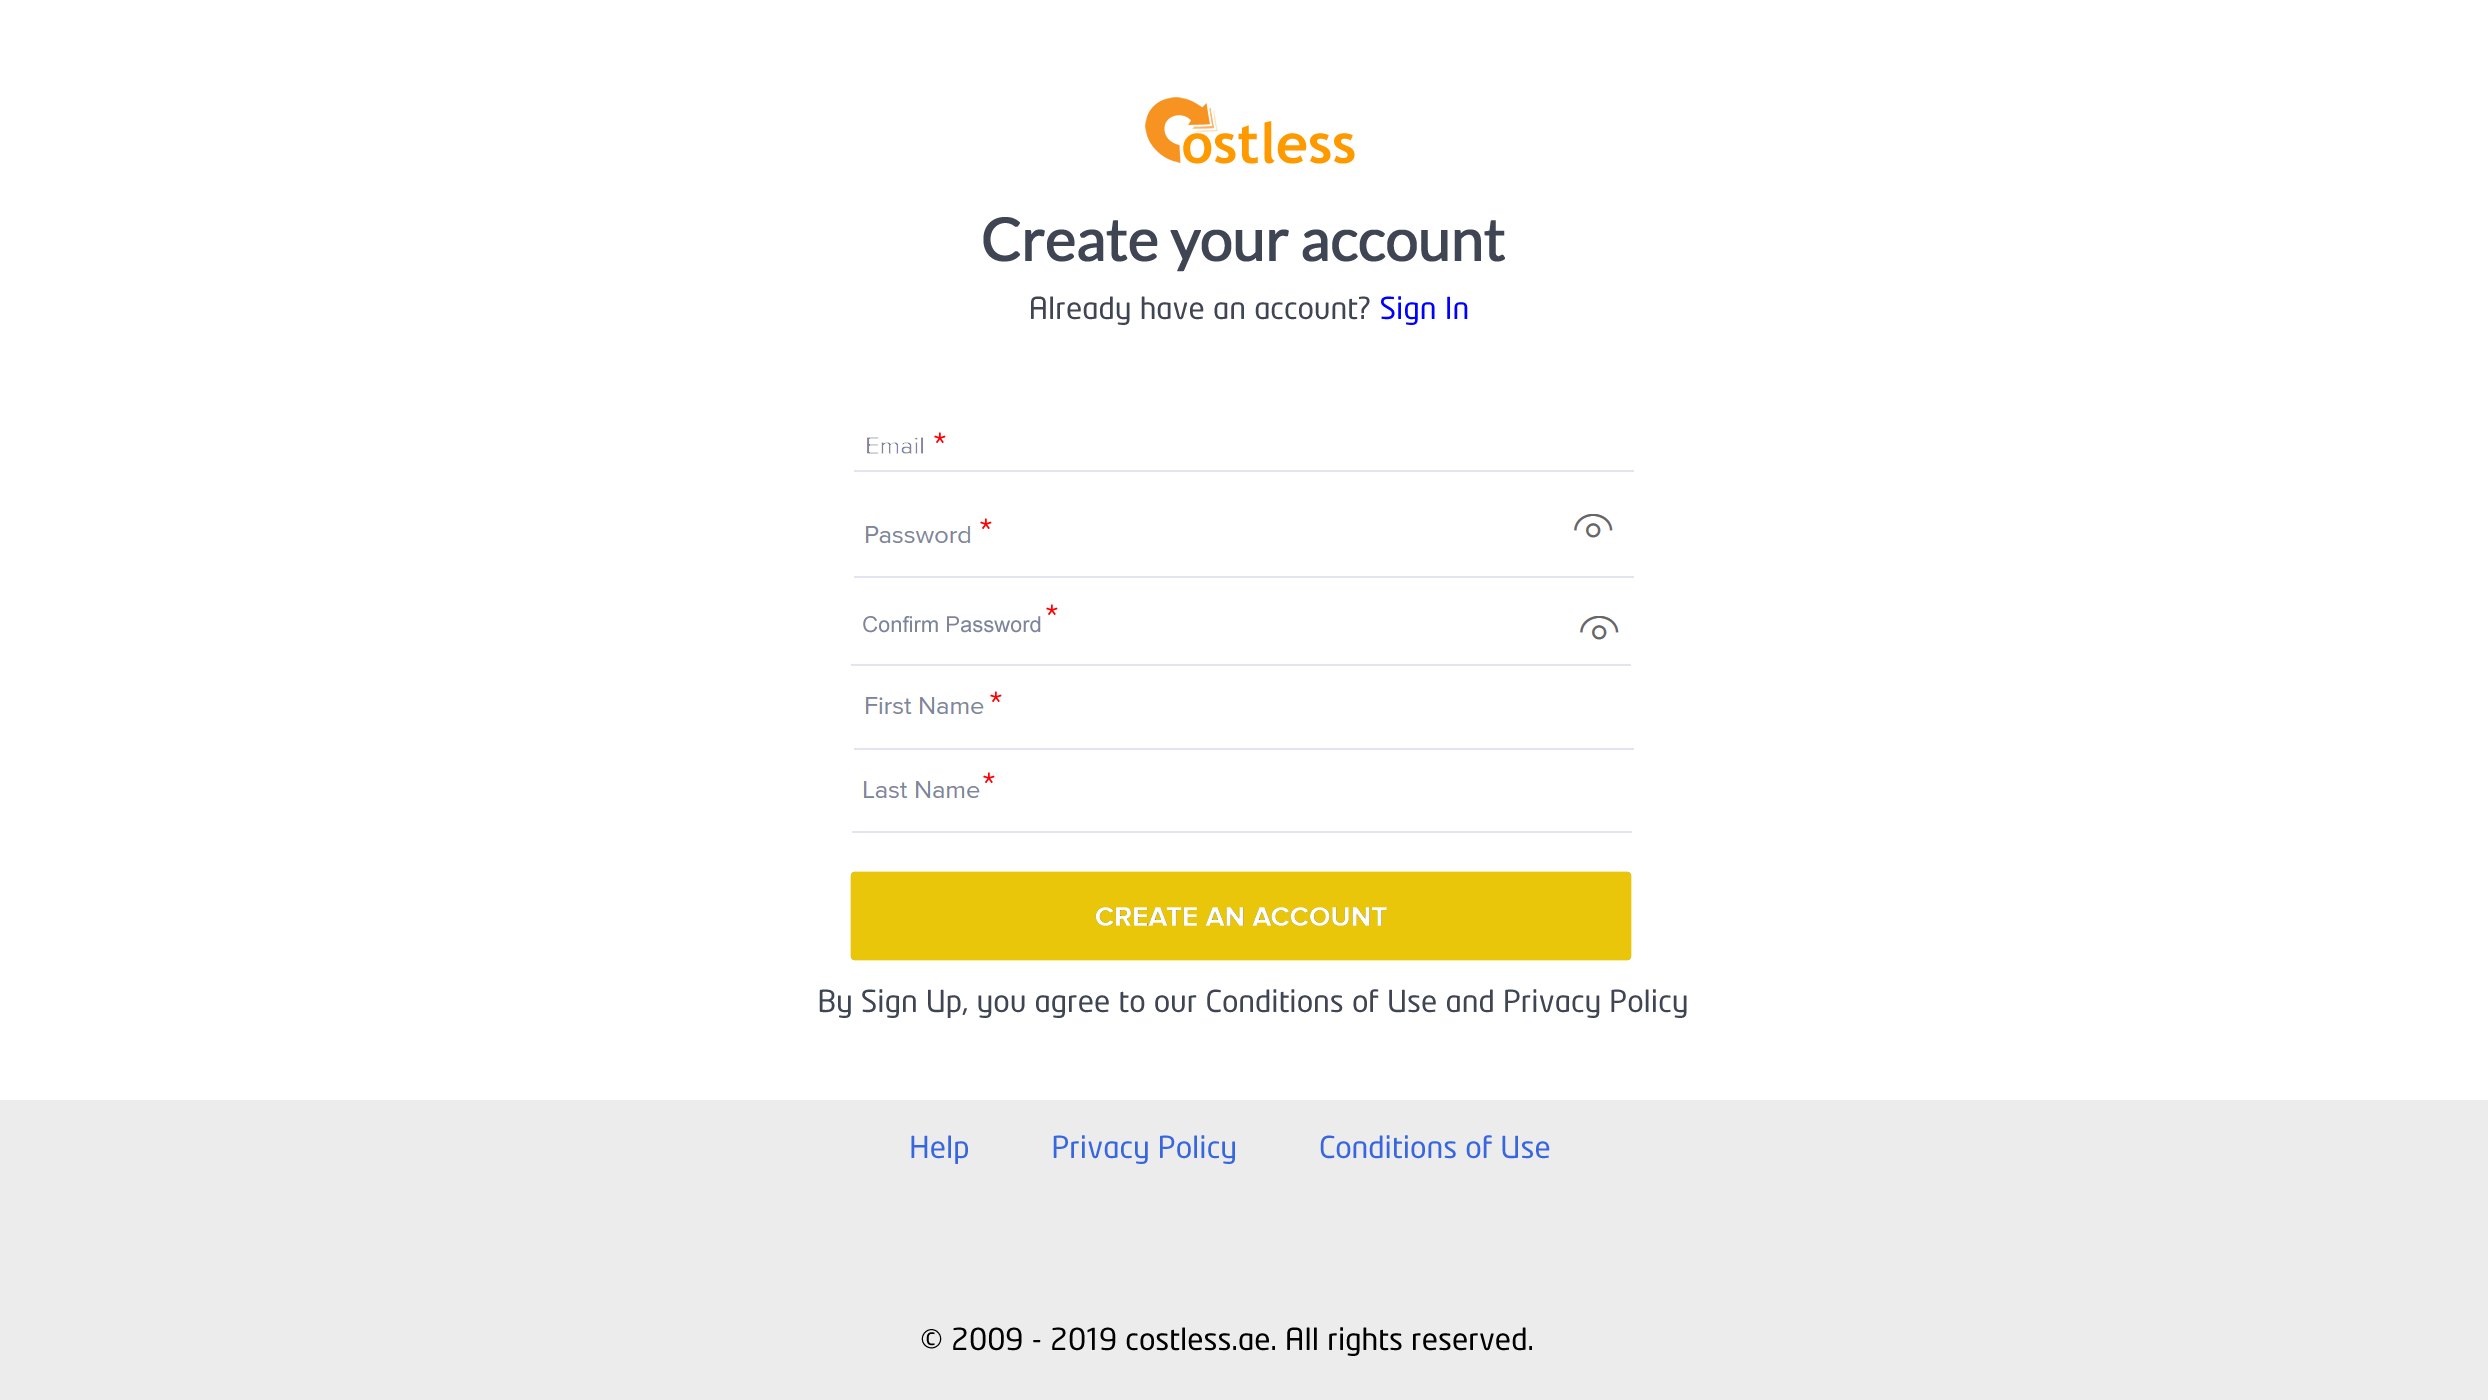 Costless
Create your account
Already have an account? Sign In
Email *
Password *
Confirm Password *
First Name *
Last Name *
CREATE AN ACCOUNT
By Sign Up, you agree to our Conditions of Use and Privacy Policy
Help Privacy Policy Conditions of Use
© 2009 - 2019 costless.ae. All rights reserved.